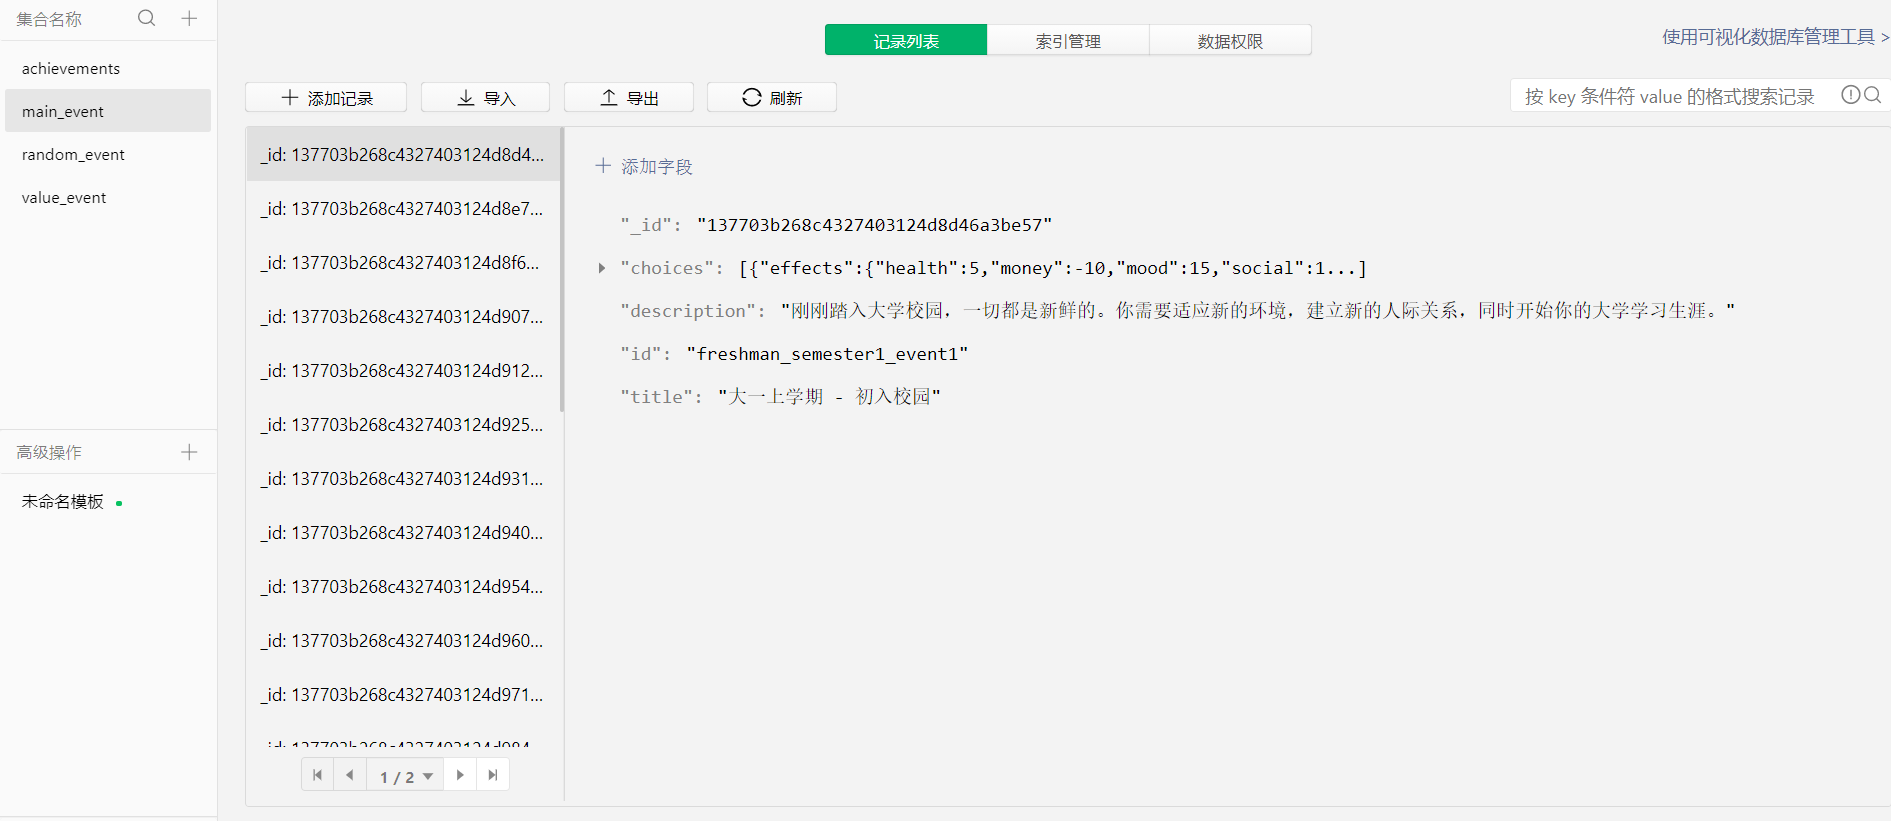 集合名称
achievements
main_event
random_event
value_event
高级操作
未命名模板
记录列表 索引管理 数据权限
使用可视化数据库管理工具 >
添加记录 导入 导出 刷新
按 key 条件符 value 的格式搜索记录
_id: 137703b268c4327403124d8d4...
_id: 137703b268c4327403124d8e7...
_id: 137703b268c4327403124d8f6...
_id: 137703b268c4327403124d907...
_id: 137703b268c4327403124d912...
_id: 137703b268c4327403124d925...
_id: 137703b268c4327403124d931...
_id: 137703b268c4327403124d940...
_id: 137703b268c4327403124d954...
_id: 137703b268c4327403124d960...
_id: 137703b268c4327403124d971...
_id: 137703b268c4327403124d984...
1 / 2
添加字段
"_id": "137703b268c4327403124d8d46a3be57"
"choices": [{"effects":{"health":5,"money":-10,"mood":15,"social":1...]
"description": "刚刚踏入大学校园，一切都是新鲜的。你需要适应新的环境，建立新的人际关系，同时开始你的大学学习生涯。"
"id": "freshman_semester1_event1"
"title": "大一上学期 - 初入校园"